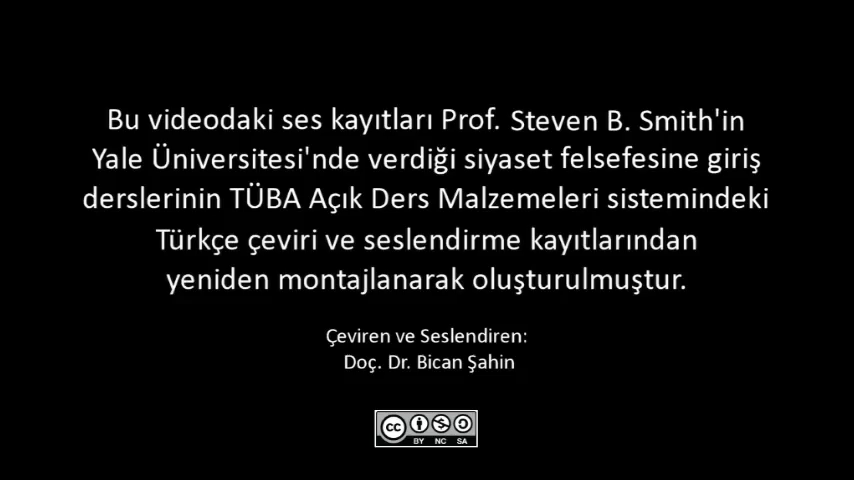 Bu videodaki ses kayıtları Prof. Steven B. Smith'in
Yale Üniversitesi'nde verdiği siyaset felsefesine giriş
derslerinin TÜBA Açık Ders Malzemeleri sistemindeki
Türkçe çeviri ve seslendirme kayıtlarından
yeniden montajlanarak oluşturulmuştur.
Çeviren ve Seslendiren:
Doç. Dr. Bican Şahin
cc
BY NC SA